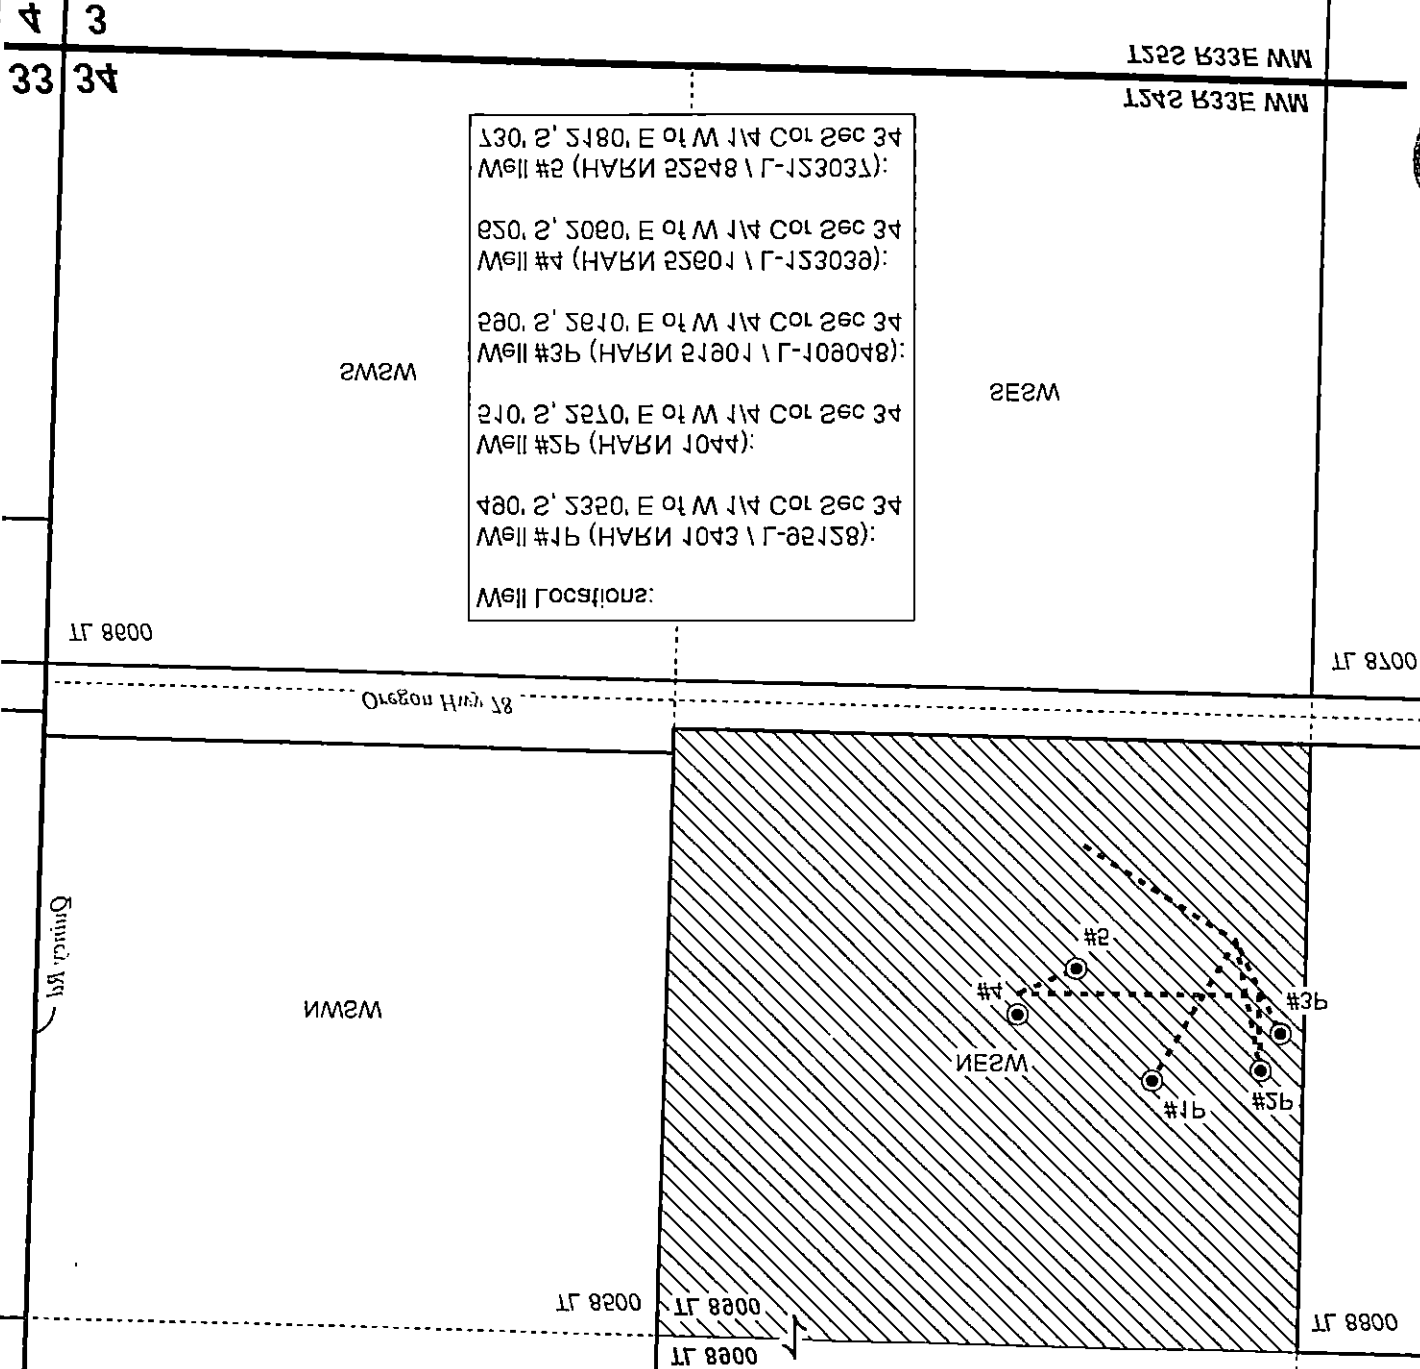 TL 8900
TL 8500
TL 8900
TL 8800
#1P
#2P
NESW
NWSW
#3P
#4
#5
Quincy Rd
Oregon Hwy 78
TL 8700
TL 8600
Well Locations:
Well #1P (HARN 1043 / L-95128):
490' S, 2350' E of W 1/4 Cor Sec 34
Well #2P (HARN 1044):
510' S, 2570' E of W 1/4 Cor Sec 34
Well #3P (HARN 51901 / L-109048):
590' S, 2610' E of W 1/4 Cor Sec 34
Well #4 (HARN 52601 / L-123039):
620' S, 2060' E of W 1/4 Cor Sec 34
Well #5 (HARN 52548 / L-123037):
730' S, 2180' E of W 1/4 Cor Sec 34
SWSW
SESW
T24S R33E WM
33 34
T25S R33E WM
4 3